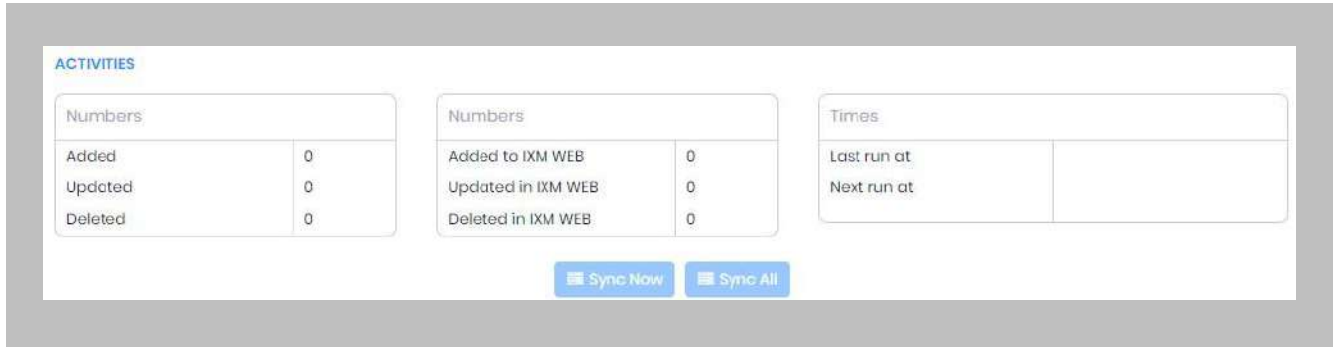 ACTIVITIES
Numbers
Added 0
Updated 0
Deleted 0
Numbers
Added to IXM WEB 0
Updated in IXM WEB 0
Deleted in IXM WEB 0
Times
Last run at
Next run at
Sync Now
Sync All